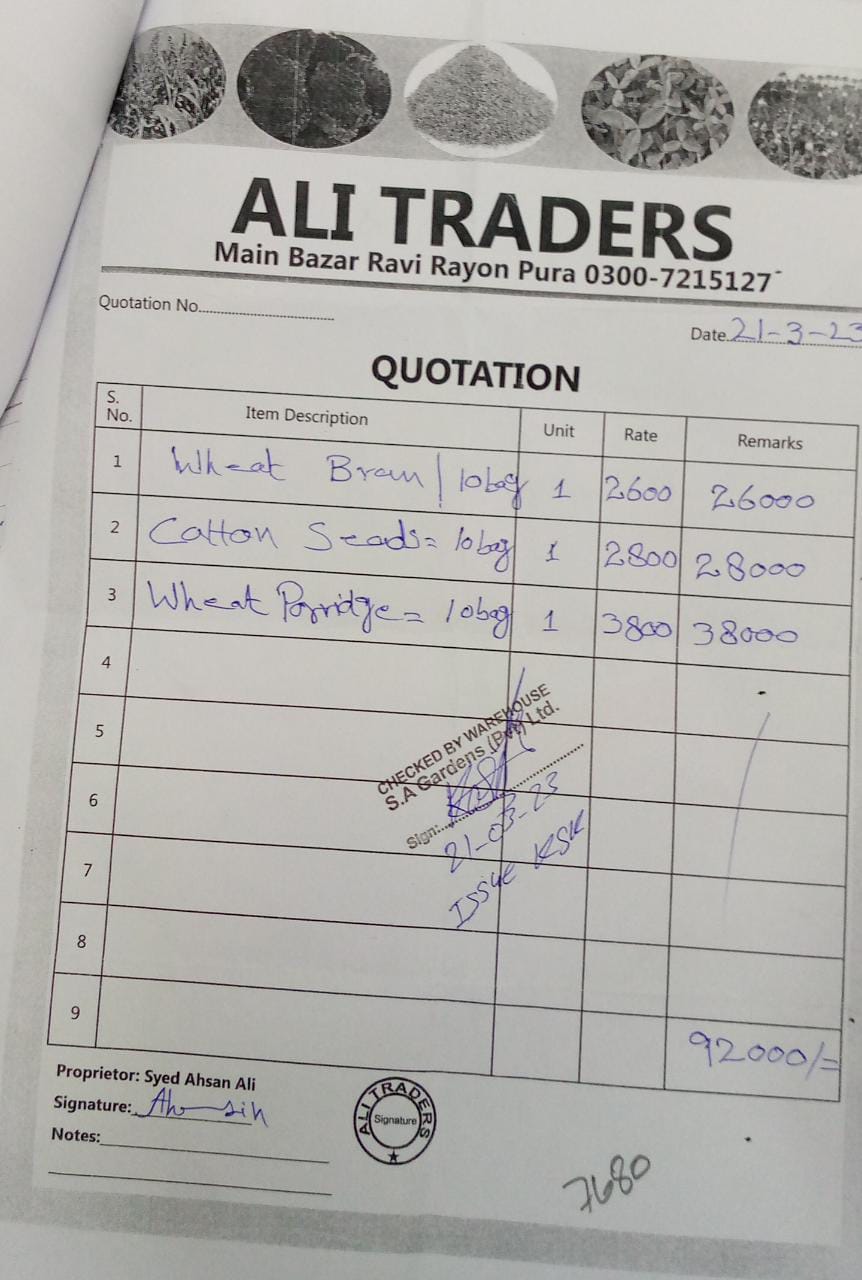 ALI TRADERS
Main Bazar Ravi Rayon Pura 0300-7215127
Quotation No.
Date. 21-3-23
QUOTATION
S. No. Item Description Unit Rate Remarks
1 Wheat Bran | 10bag 1 2600 26000
2 Catton Seads= 10bag 1 2800 28000
3 Wheat Porridge= 10bag 1 3800 38000
4
5
CHECKED BY WAREHOUSE
S.A Gardens (Pvt) Ltd.
6
Sign:
21-03-23
7
Issue KSK
8
9 92000/=
Proprietor: Syed Ahsan Ali
Signature: Ahsin
ALI TRADERS
Signature
Notes:
7680